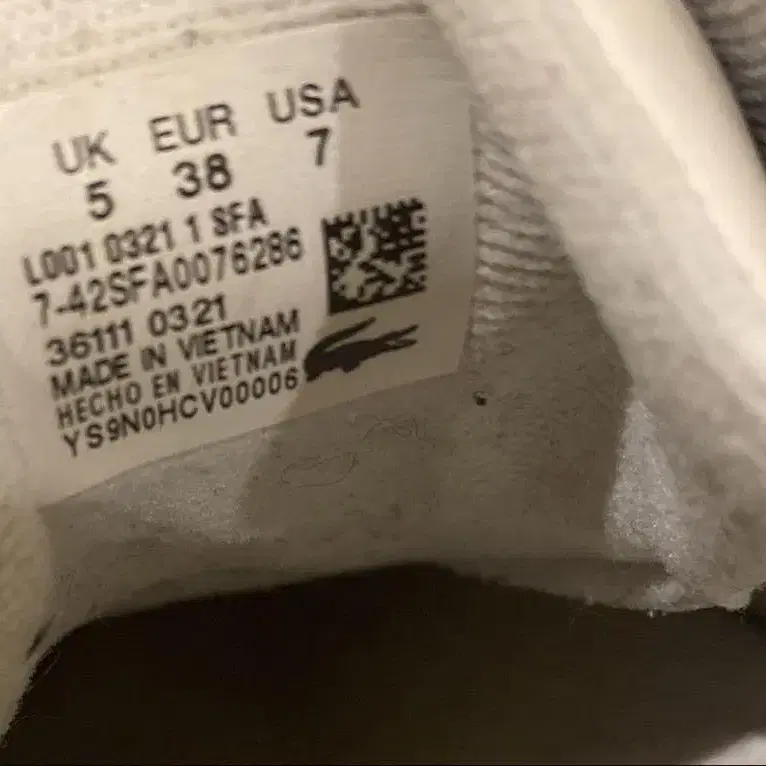 UK EUR USA
5 38 7
L001 0321 1 SFA
7-42SFA0076286
36111 0321
MADE IN VIETNAM
HECHO EN VIETNAM
YS9N0HCV00006